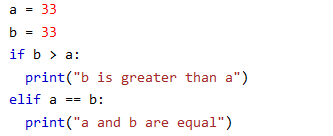 a = 33
b = 33
if b > a:
  print("b is greater than a")
elif a == b:
  print("a and b are equal")